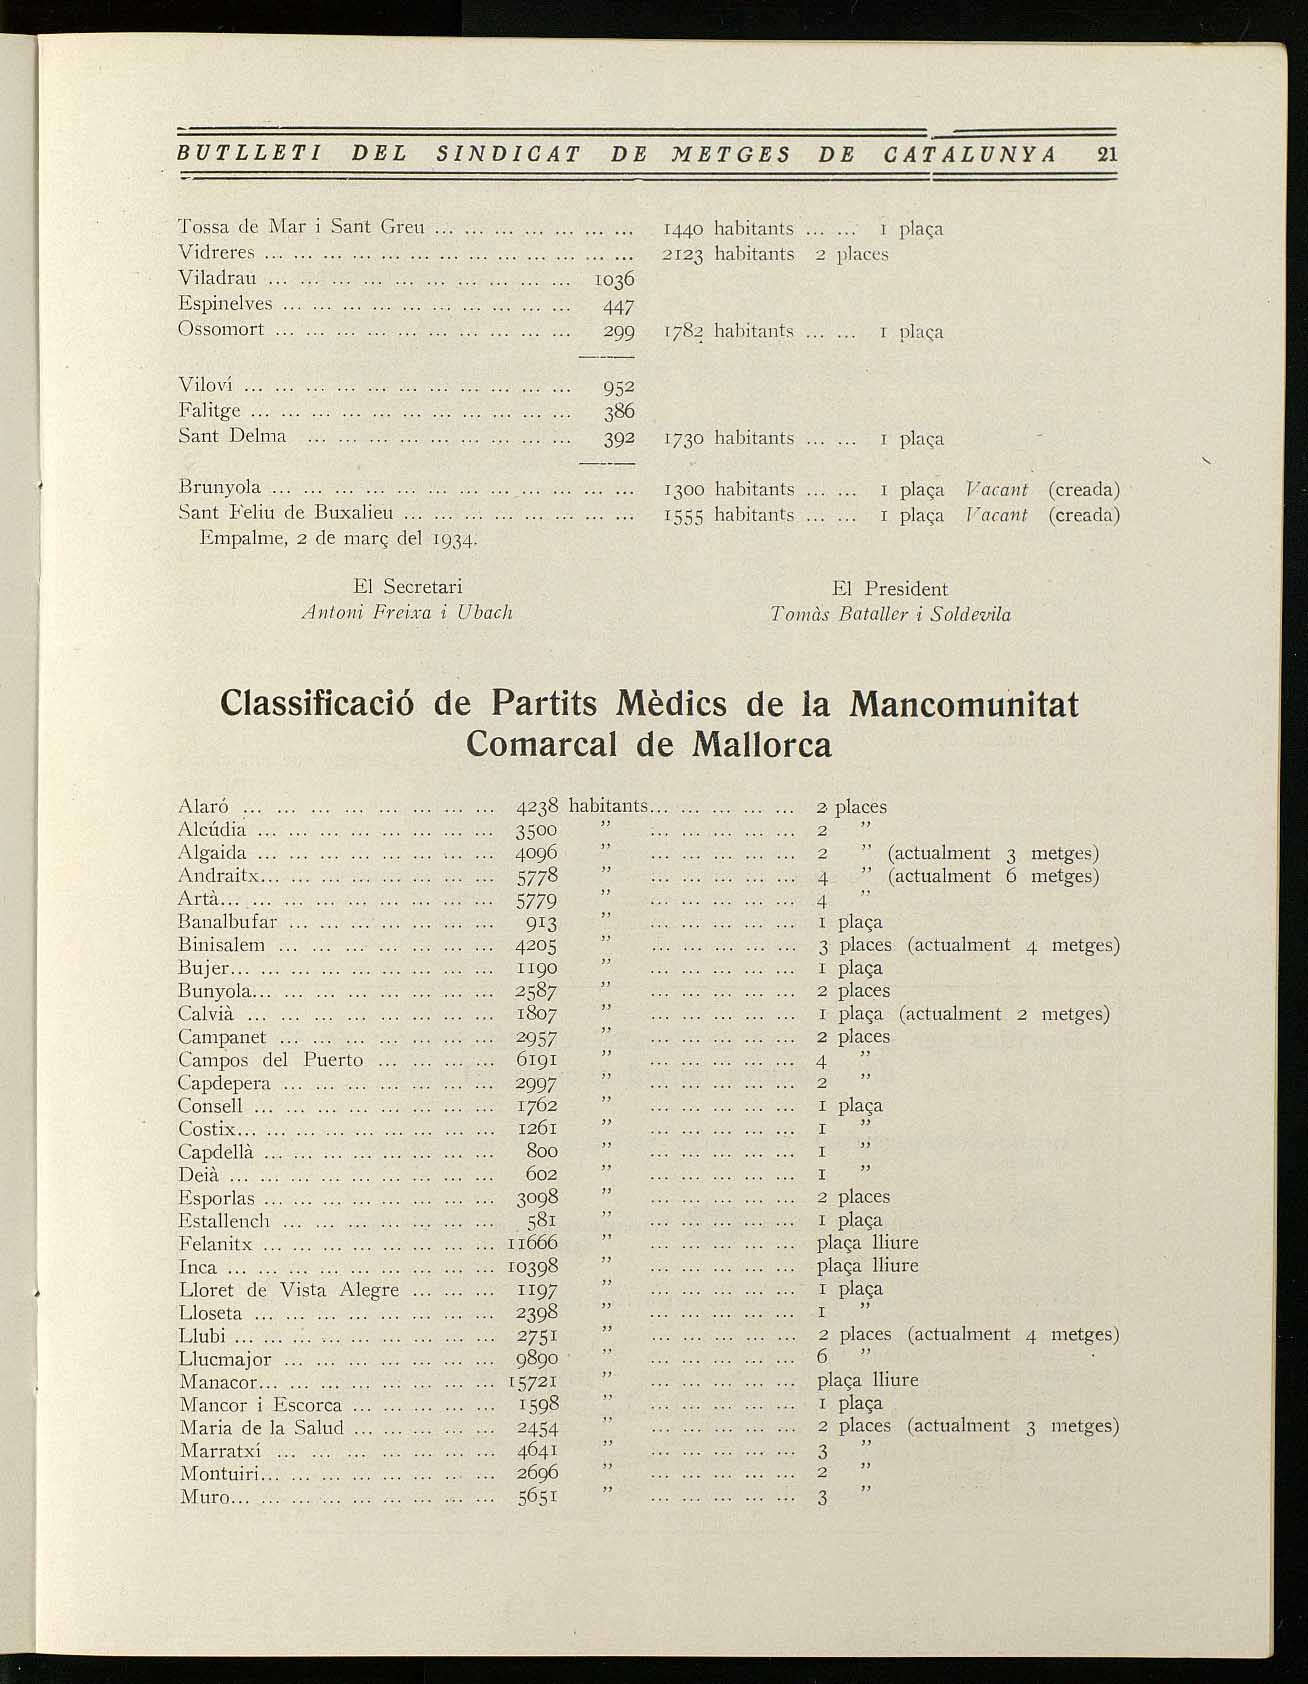 BUTLLETI DEL SINDICAT DE METGES DE CATALUNYA 21
Tossa de Mar i Sant Greu ... ... ... ... ... ... ... 1440 habitants ... ... 1 plaça
Vidreres ... ... ... ... ... ... ... ... ... ... ... ... ... 2123 habitants 2 places
Viladrau ... ... ... ... ... ... ... ... ... ... 1036
Espinelves ... ... ... ... ... ... ... ... ... ... 447
Ossomort ... ... ... ... ... ... ... ... ... ... 299 1782 habitants ... ... 1 plaça
Viloví ... ... ... ... ... ... ... ... ... ... ... 952
Falitge ... ... ... ... ... ... ... ... ... ... ... 386
Sant Delma ... ... ... ... ... ... ... ... ... 392 1730 habitants ... ... 1 plaça
Brunyola ... ... ... ... ... ... ... ... ... ... ... ... 1300 habitants ... ... 1 plaça Vacant (creada)
Sant Feliu de Buxalieu ... ... ... ... ... ... ... ... 1555 habitants ... ... 1 plaça Vacant (creada)
Empalme, 2 de març del 1934.
El Secretari El President
Antoni Freixa i Ubach Tomàs Bataller i Soldevila
Classificació de Partits Mèdics de la Mancomunitat
Comarcal de Mallorca
Alaró ... ... ... ... ... ... ... ... 4238 habitants... ... ... ... ... 2 places
Alcúdia ... ... ... ... ... ... ... ... 3500 " ... ... ... ... ... 2 "
Algaida ... ... ... ... ... ... ... ... 4096 " ... ... ... ... ... 2 " (actualment 3 metges)
Andraitx... ... ... ... ... ... ... ... 5778 " ... ... ... ... ... 4 " (actualment 6 metges)
Artà... ... ... ... ... ... ... ... ... 5779 " ... ... ... ... ... 4 "
Banalbufar ... ... ... ... ... ... ... 913 " ... ... ... ... ... 1 plaça
Binisalem ... ... ... ... ... ... ... 4205 " ... ... ... ... ... 3 places (actualment 4 metges)
Bujer... ... ... ... ... ... ... ... ... 1190 " ... ... ... ... ... 1 plaça
Bunyola... ... ... ... ... ... ... ... 2587 " ... ... ... ... ... 2 places
Calvià ... ... ... ... ... ... ... ... 1807 " ... ... ... ... ... 1 plaça (actualment 2 metges)
Campanet ... ... ... ... ... ... ... 2957 " ... ... ... ... ... 2 places
Campos del Puerto ... ... ... ... 6191 " ... ... ... ... ... 4 "
Capdepera ... ... ... ... ... ... ... 2997 " ... ... ... ... ... 2 "
Consell ... ... ... ... ... ... ... ... 1762 " ... ... ... ... ... 1 plaça
Costix... ... ... ... ... ... ... ... ... 1261 " ... ... ... ... ... 1 "
Capdellà ... ... ... ... ... ... ... ... 800 " ... ... ... ... ... 1 "
Deià ... ... ... ... ... ... ... ... ... 602 " ... ... ... ... ... 1 "
Esporlas ... ... ... ... ... ... ... ... 3098 " ... ... ... ... ... 2 places
Estallench ... ... ... ... ... ... ... 581 " ... ... ... ... ... 1 plaça
Felanitx ... ... ... ... ... ... ... ... 11666 " ... ... ... ... ... plaça lliure
Inca ... ... ... ... ... ... ... ... ... 10398 " ... ... ... ... ... plaça lliure
Lloret de Vista Alegre ... ... ... 1197 " ... ... ... ... ... 1 plaça
Lloseta ... ... ... ... ... ... ... ... 2398 " ... ... ... ... ... 1 "
Llubi ... ... ... ... ... ... ... ... ... 2751 " ... ... ... ... ... 2 places (actualment 4 metges)
Llucmajor ... ... ... ... ... ... ... 9890 " ... ... ... ... ... 6 "
Manacor... ... ... ... ... ... ... ... 15721 " ... ... ... ... ... plaça lliure
Mancor i Escorca ... ... ... ... ... 1598 " ... ... ... ... ... 1 plaça
Maria de la Salud ... ... ... ... ... 2454 " ... ... ... ... ... 2 places (actualment 3 metges)
Marratxí ... ... ... ... ... ... ... 4641 " ... ... ... ... ... 3 "
Montuiri... ... ... ... ... ... ... ... 2696 " ... ... ... ... ... 2 "
Muro... ... ... ... ... ... ... ... ... 5651 " ... ... ... ... ... 3 "